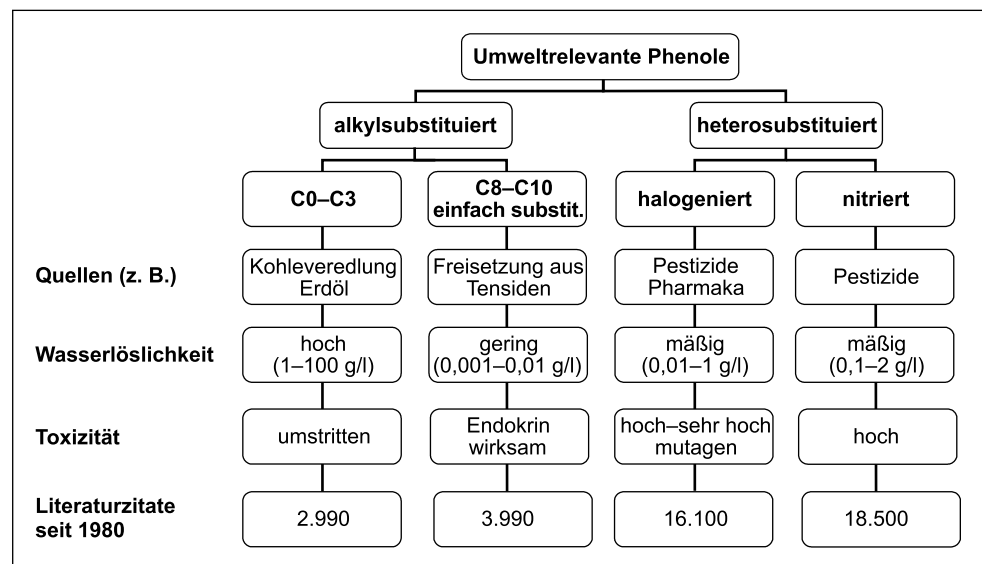 Umweltrelevante Phenole
alkylsubstituiert
heterosubstituiert
C0–C3
C8–C10
einfach substit.
halogeniert
nitriert
Quellen (z. B.)
Kohleveredlung
Erdöl
Freisetzung aus
Tensiden
Pestizide
Pharmaka
Pestizide
Wasserlöslichkeit
hoch
(1–100 g/l)
gering
(0,001–0,01 g/l)
mäßig
(0,01–1 g/l)
mäßig
(0,1–2 g/l)
Toxizität
umstritten
Endokrin
wirksam
hoch–sehr hoch
mutagen
hoch
Literaturzitate
seit 1980
2.990
3.990
16.100
18.500